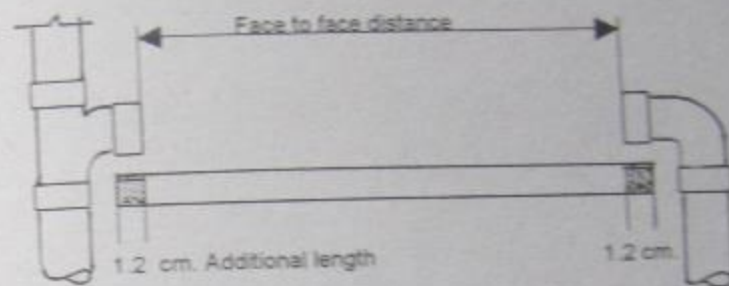 Face to face distance
1.2 cm. Additional length
1.2 cm.